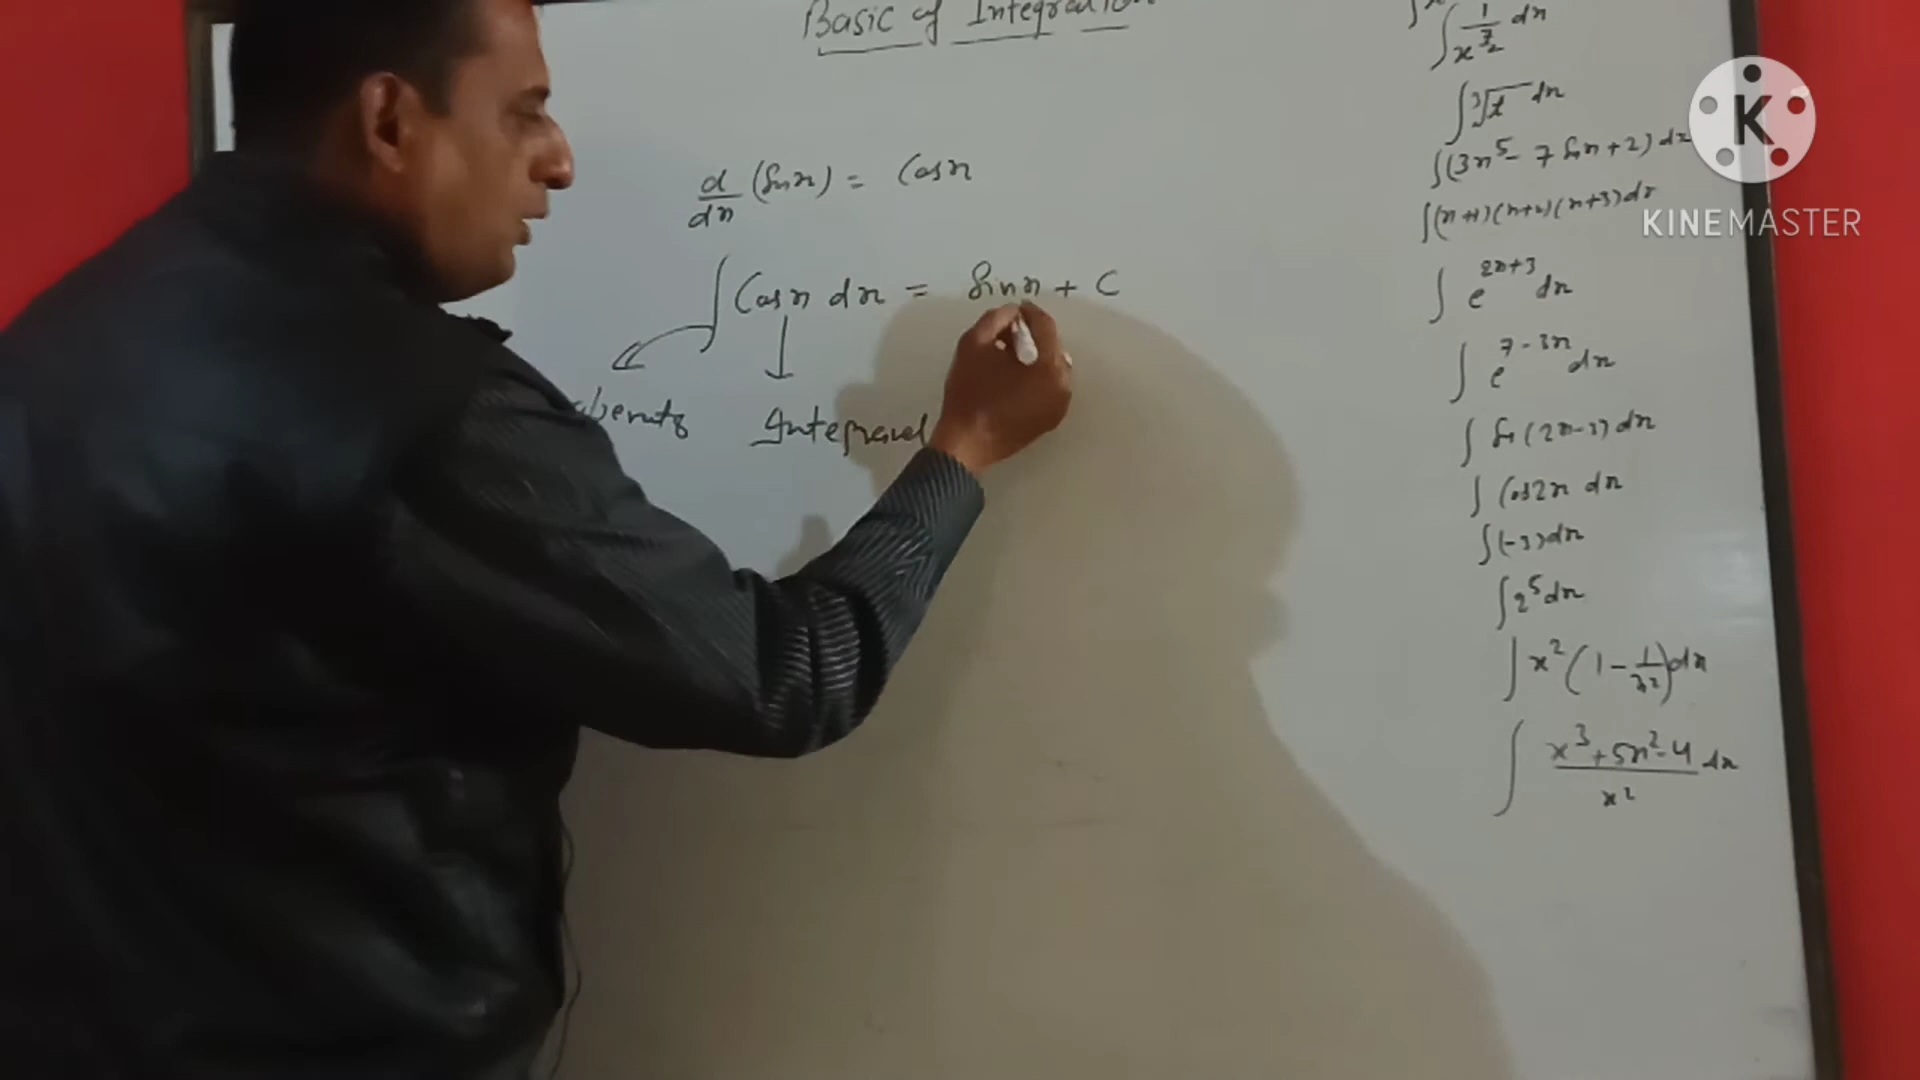 Basic of Integration
d/dx (Sinx) = Cosx
∫ Cosx dx = Sinx + C
Integrand
∫ 1/x^(7/2) dx
∫ ∛t dx
∫(3x^5 - 7 Sinx + 2) dx
∫(x+1)(x+2)(x+3)dx
∫ e^(2x+3) dx
∫ e^(7-3x) dx
∫ Sin(2x-3) dx
∫ Cos2x dx
∫(-3)dx
∫2^5 dx
∫ x^2 (1 - 1/x^2) dx
∫ (x^3 + 5x^2 - 4)/x^2 dx
K
KINEMASTER